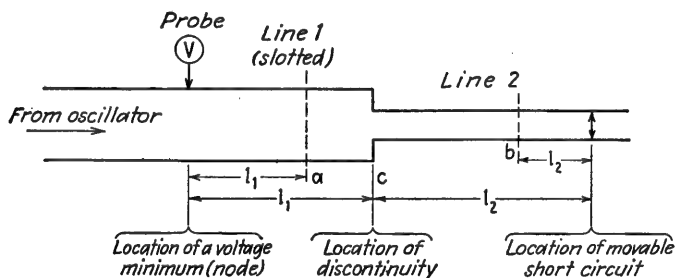 Probe
V
Line 1
(slotted)
Line 2
From oscillator
l₁ a
b l₂
c
l₁
l₂
Location of a voltage
minimum (node)
Location of
discontinuity
Location of movable
short circuit